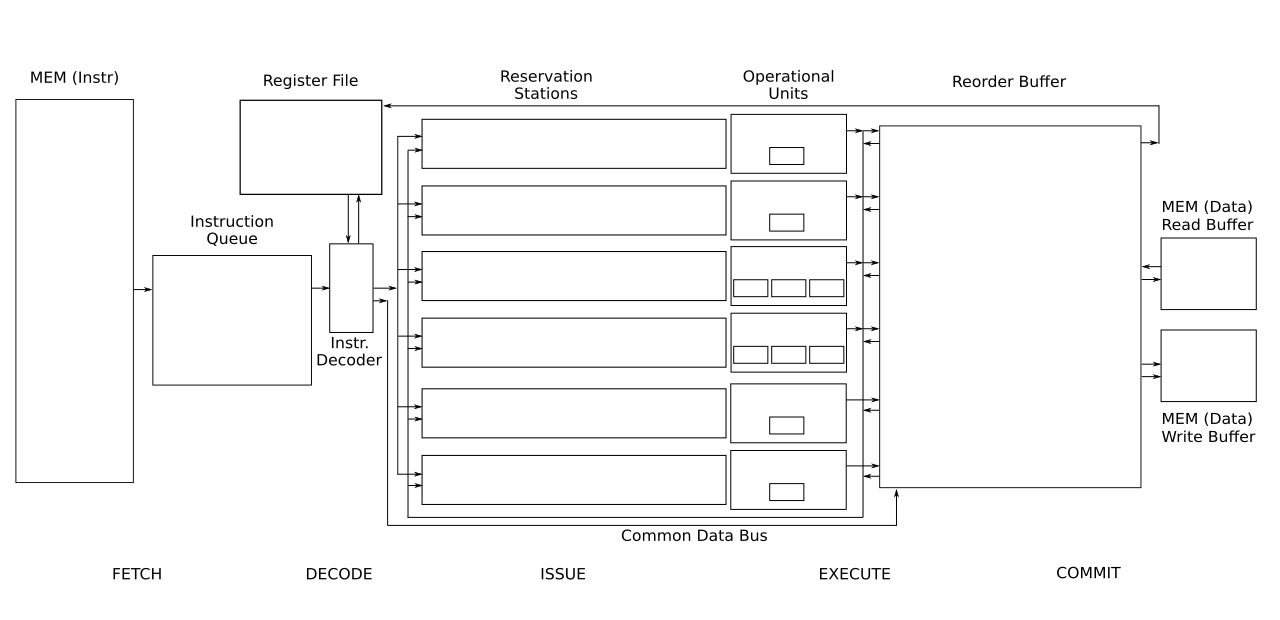 MEM (Instr)
Register File
Reservation
Stations
Operational
Units
Reorder Buffer
Instruction
Queue
MEM (Data)
Read Buffer
Instr.
Decoder
MEM (Data)
Write Buffer
Common Data Bus
FETCH
DECODE
ISSUE
EXECUTE
COMMIT